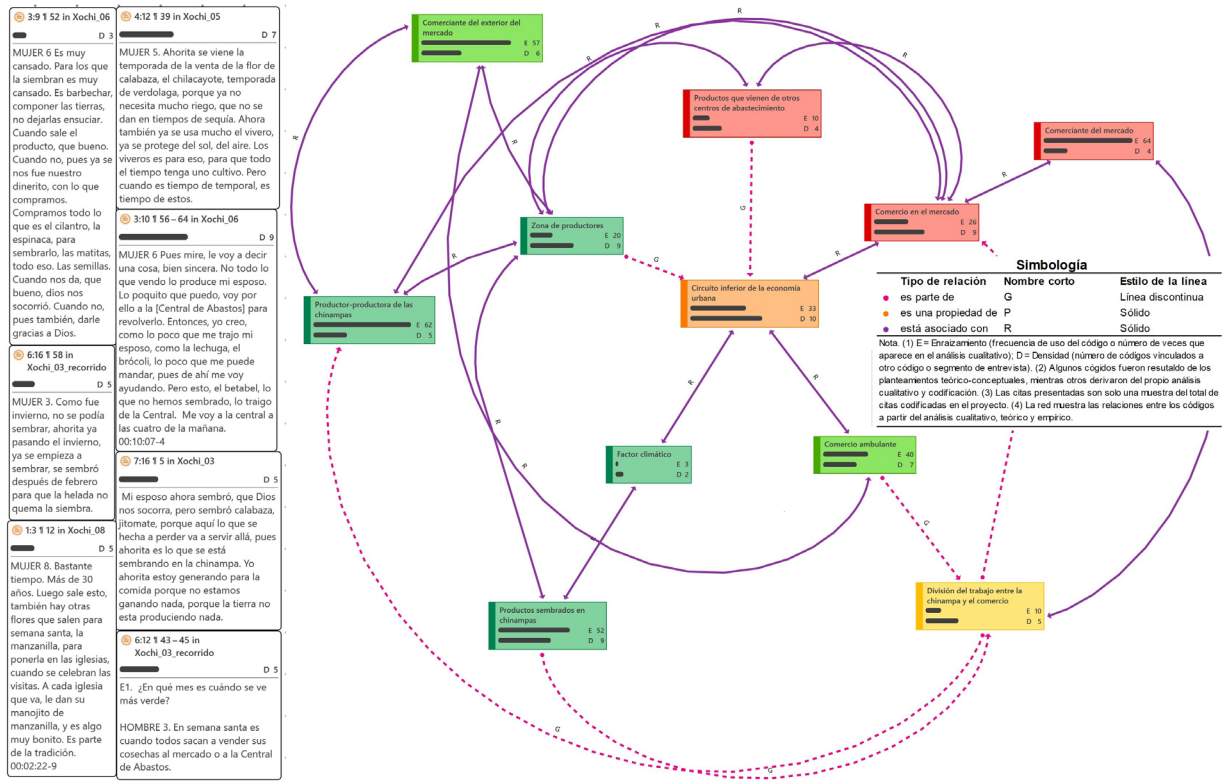 3:9 ¶ 52 in Xochi_06
D 3
MUJER 6 Es muy
cansado. Para los que
la siembran es muy
cansado. Es barbechar,
componer las tierras,
no dejarla ensuciar.
Cuando sale el
producto, que bueno.
Cuando no, pues ya se
nos fue nuestro
dinerito, con lo que
compramos.
Compramos todo lo
que es el cilantro, la
espinaca, para
sembrarlo, las matitas,
todo eso. Las semillas.
Cuando dios da, que
bueno, dios nos
socorrió. Cuando no,
pues también, darle
gracias a Dios.
6:16 ¶ 58 in
Xochi_03_recorrido
D 5
MUJER 3. Como fue
invierno, no se podía
sembrar, ahorita ya
pasando el invierno,
ya se empieza a
sembrar, se sembró
después de febrero
para que la helada no
quema la siembra.
1:3 ¶ 12 in Xochi_08
D 5
MUJER 8. Bastante
tiempo. Más de 30
años. Luego sale esto,
también hay otras
flores que salen para
semana santa, la
manzanilla, para
ponerla en las iglesias,
cuando se celebran las
visitas. A cada iglesia
que va, le dan su
manojito de
manzanilla, y es algo
muy bonito. Es parte
de la tradición.
00:02:22-9
4:12 ¶ 39 in Xochi_05
D 7
MUJER 5. Ahorita se viene la
temporada de la venta de la flor de
calabaza, el chilacayote, temporada
de verdolaga, porque ya no
necesita mucho riego, que no se
dan en tiempos de sequía. Ahora
también ya se usa mucho el vivero,
ya se protege del sol, del aire. Los
viveros es para eso, para que todo
el tiempo tenga uno cultivo. Pero
cuando es tiempo de temporal, es
tiempo de estos.
3:10 ¶ 56 – 64 in Xochi_06
D 9
MUJER 6 Pues mire, le voy a decir
una cosa, bien sincera. No todo lo
que vendo lo produce mi esposo.
Lo poquito que puedo, voy por
ello a la [Central de Abastos] para
revolverlo. Entonces, yo creo,
como lo poco que me trajo mi
esposo, como la lechuga, el
brócoli, lo poco que me puede
mandar, pues de ahí me voy
ayudando. Pero esto, el betabel, lo
que no hemos sembrado, lo traigo
de la Central.  Me voy a la central a
las cuatro de la mañana.
00:10:07-4
7:16 ¶ 5 in Xochi_03
D 5
Mi esposo ahora sembró, que Dios
nos socorra, pero sembró calabaza,
jitomate, porque aquí lo que se
hecha a perder va a servir allá, pues
ahorita es lo que se está
sembrando en la chinampa. Yo
ahorita estoy generando para la
comida porque no estamos
ganando nada, porque la tierra no
esta produciendo nada.
6:12 ¶ 43 – 45 in
Xochi_03_recorrido
D 5
E1.  ¿En qué mes es cuándo se ve
más verde?
HOMBRE 3. En semana santa es
cuando todos sacan a vender sus
cosechas al mercado o a la Central
de Abastos.
Comerciante del exterior del
mercado
E 57
D 6
Productos que vienen de otros
centros de abastecimiento
E 10
D 4
Comerciante del mercado
E 64
D 4
Zona de productores
E 20
D 9
Comercio en el mercado
E 26
D 9
Productor-productora de las
chinampas
E 62
D 5
Circuito inferior de la economía
urbana
E 33
D 10
Factor climático
E 3
D 2
Comercio ambulante
E 40
D 7
División del trabajo entre la
chinampa y el comercio
E 10
D 5
Productos sembrados en
chinampas
E 52
D 9
R
R
R
R
R
R
R
R
R
R
R
R
R
R
G
G
G
G
G
G
Simbología
Tipo de relación Nombre corto Estilo de la línea
es parte de G Línea discontinua
es una propiedad de P Sólido
está asociado con R Sólido
Nota. (1) E = Enraizamiento (frecuencia de uso del código o número de veces que
aparece en el análisis cualitativo); D = Densidad (número de códigos vinculados a
otro código o segmento de entrevista). (2) Algunos cógidos fueron resutaldo de los
planteamientos teórico-conceptuales, mientras otros derivaron del propio análisis
cualitativo y codificación. (3) Las citas presentadas son solo una muestra del total de
citas codificadas en el proyecto. (4) La red muestra las relaciones entre los códigos
a partir del análisis cualitativo, teórico y empírico.